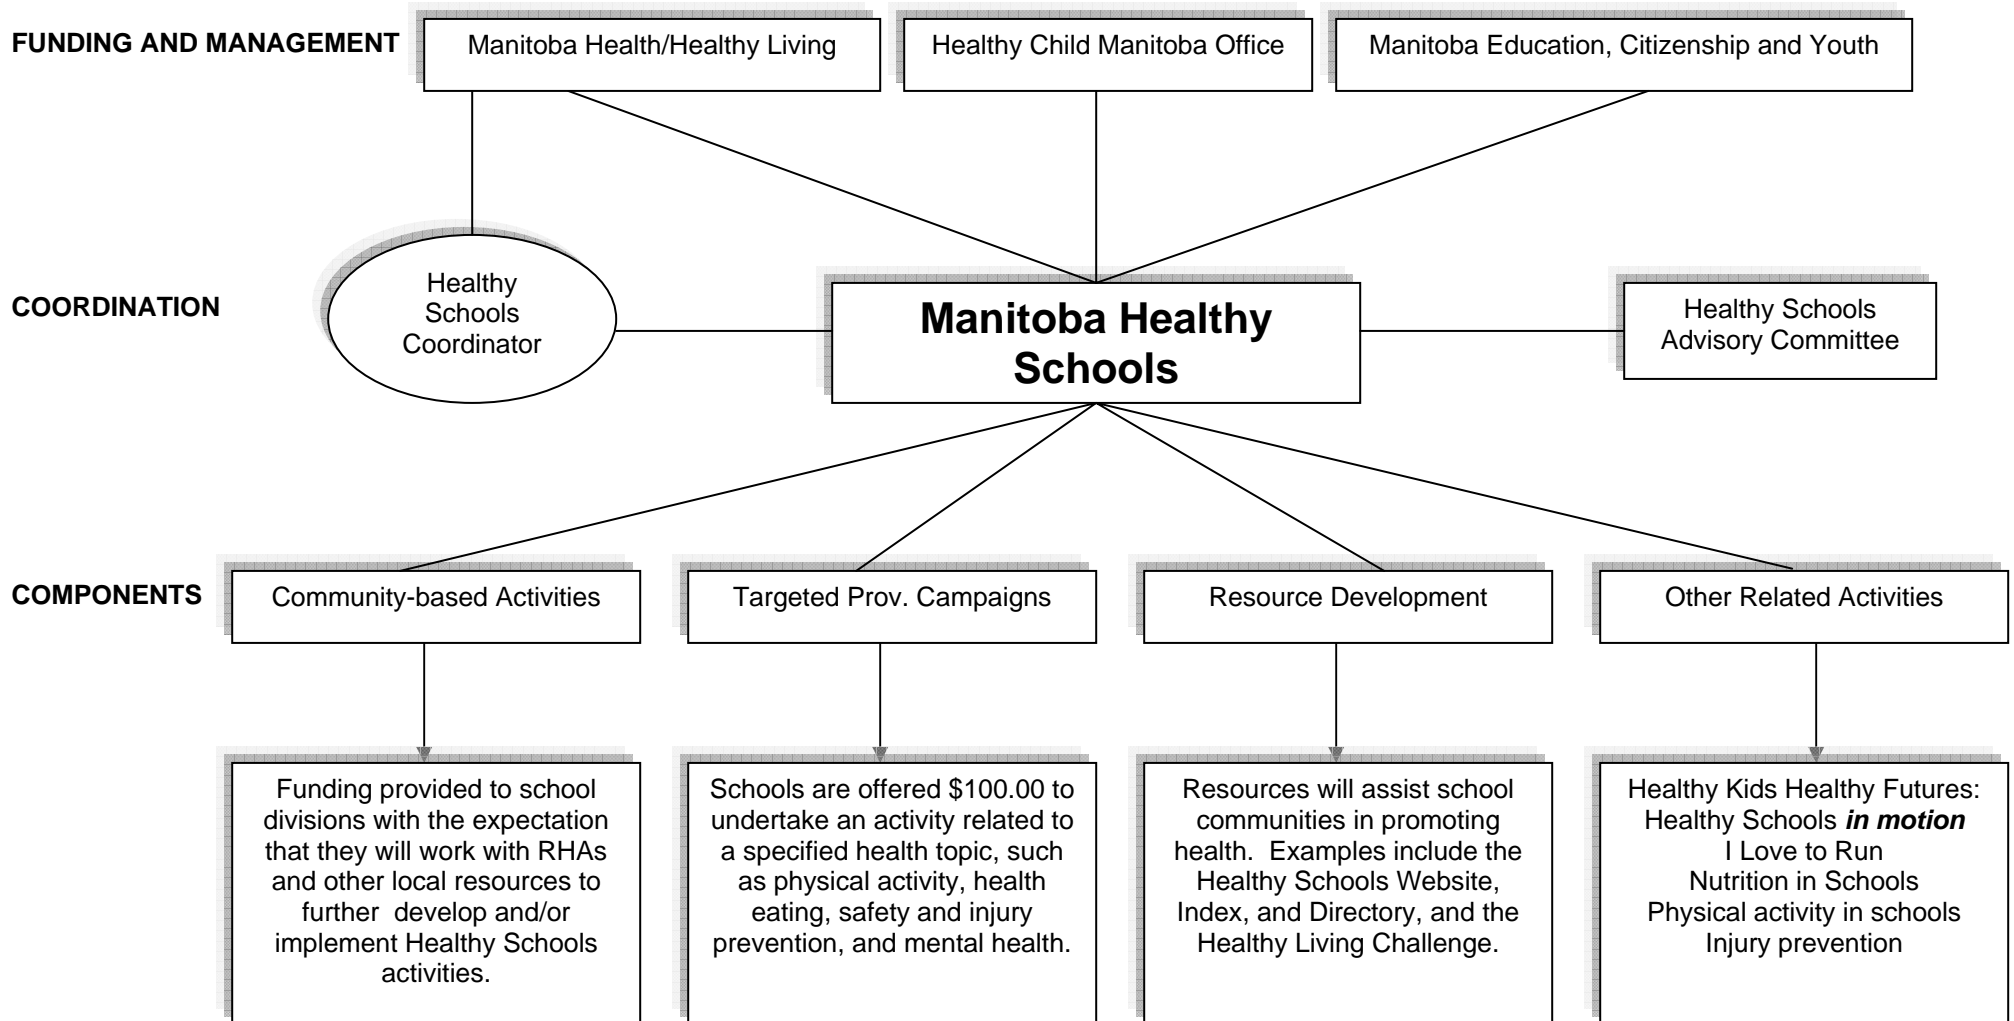 FUNDING AND MANAGEMENT
Manitoba Health/Healthy Living
Healthy Child Manitoba Office
Manitoba Education, Citizenship and Youth
COORDINATION
Healthy
Schools
Coordinator
Manitoba Healthy
Schools
Healthy Schools
Advisory Committee
COMPONENTS
Community-based Activities
Targeted Prov. Campaigns
Resource Development
Other Related Activities
Funding provided to school
divisions with the expectation
that they will work with RHAs
and other local resources to
further develop and/or
implement Healthy Schools
activities.
Schools are offered $100.00 to
undertake an activity related to
a specified health topic, such
as physical activity, health
eating, safety and injury
prevention, and mental health.
Resources will assist school
communities in promoting
health. Examples include the
Healthy Schools Website,
Index, and Directory, and the
Healthy Living Challenge.
Healthy Kids Healthy Futures:
Healthy Schools in motion
I Love to Run
Nutrition in Schools
Physical activity in schools
Injury prevention